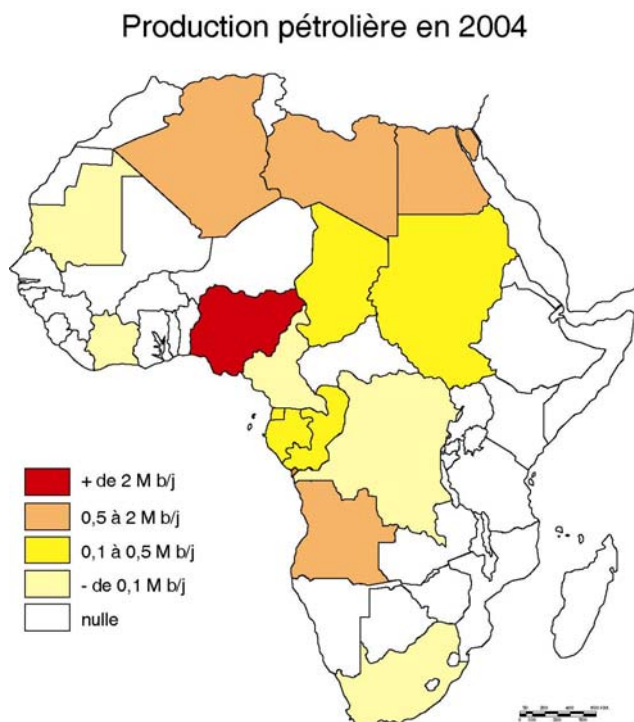 Production pétrolière en 2004
+ de 2 M b/j
0,5 à 2 M b/j
0,1 à 0,5 M b/j
- de 0,1 M b/j
nulle